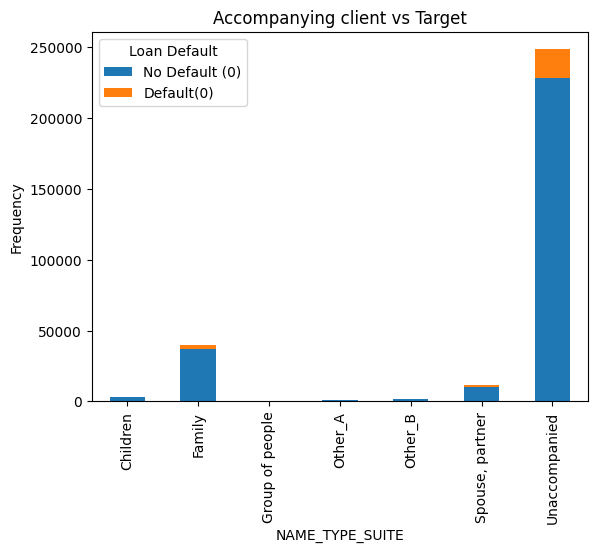 Accompanying client vs Target
Loan Default
No Default (0)
Default(0)
Frequency
250000
200000
150000
100000
50000
0
Children
Family
Group of people
Other_A
Other_B
Spouse, partner
Unaccompanied
NAME_TYPE_SUITE